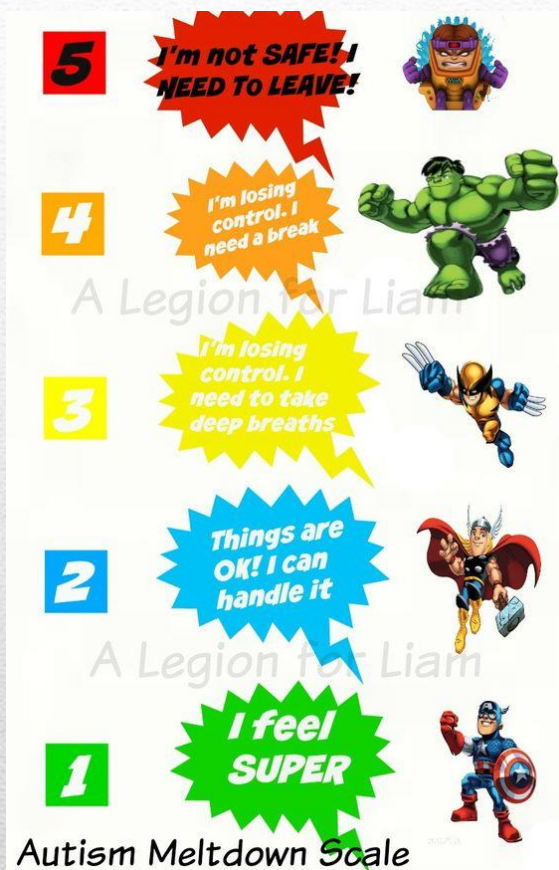 5
I'm not SAFE! I
NEED To LEAVE!
4
I'm losing
control. I
need a break
A Legion for Liam
3
I'm losing
control. I
need to take
deep breaths
2
Things are
OK! I can
handle it
A Legion for Liam
1
I feel
SUPER
Autism Meltdown Scale